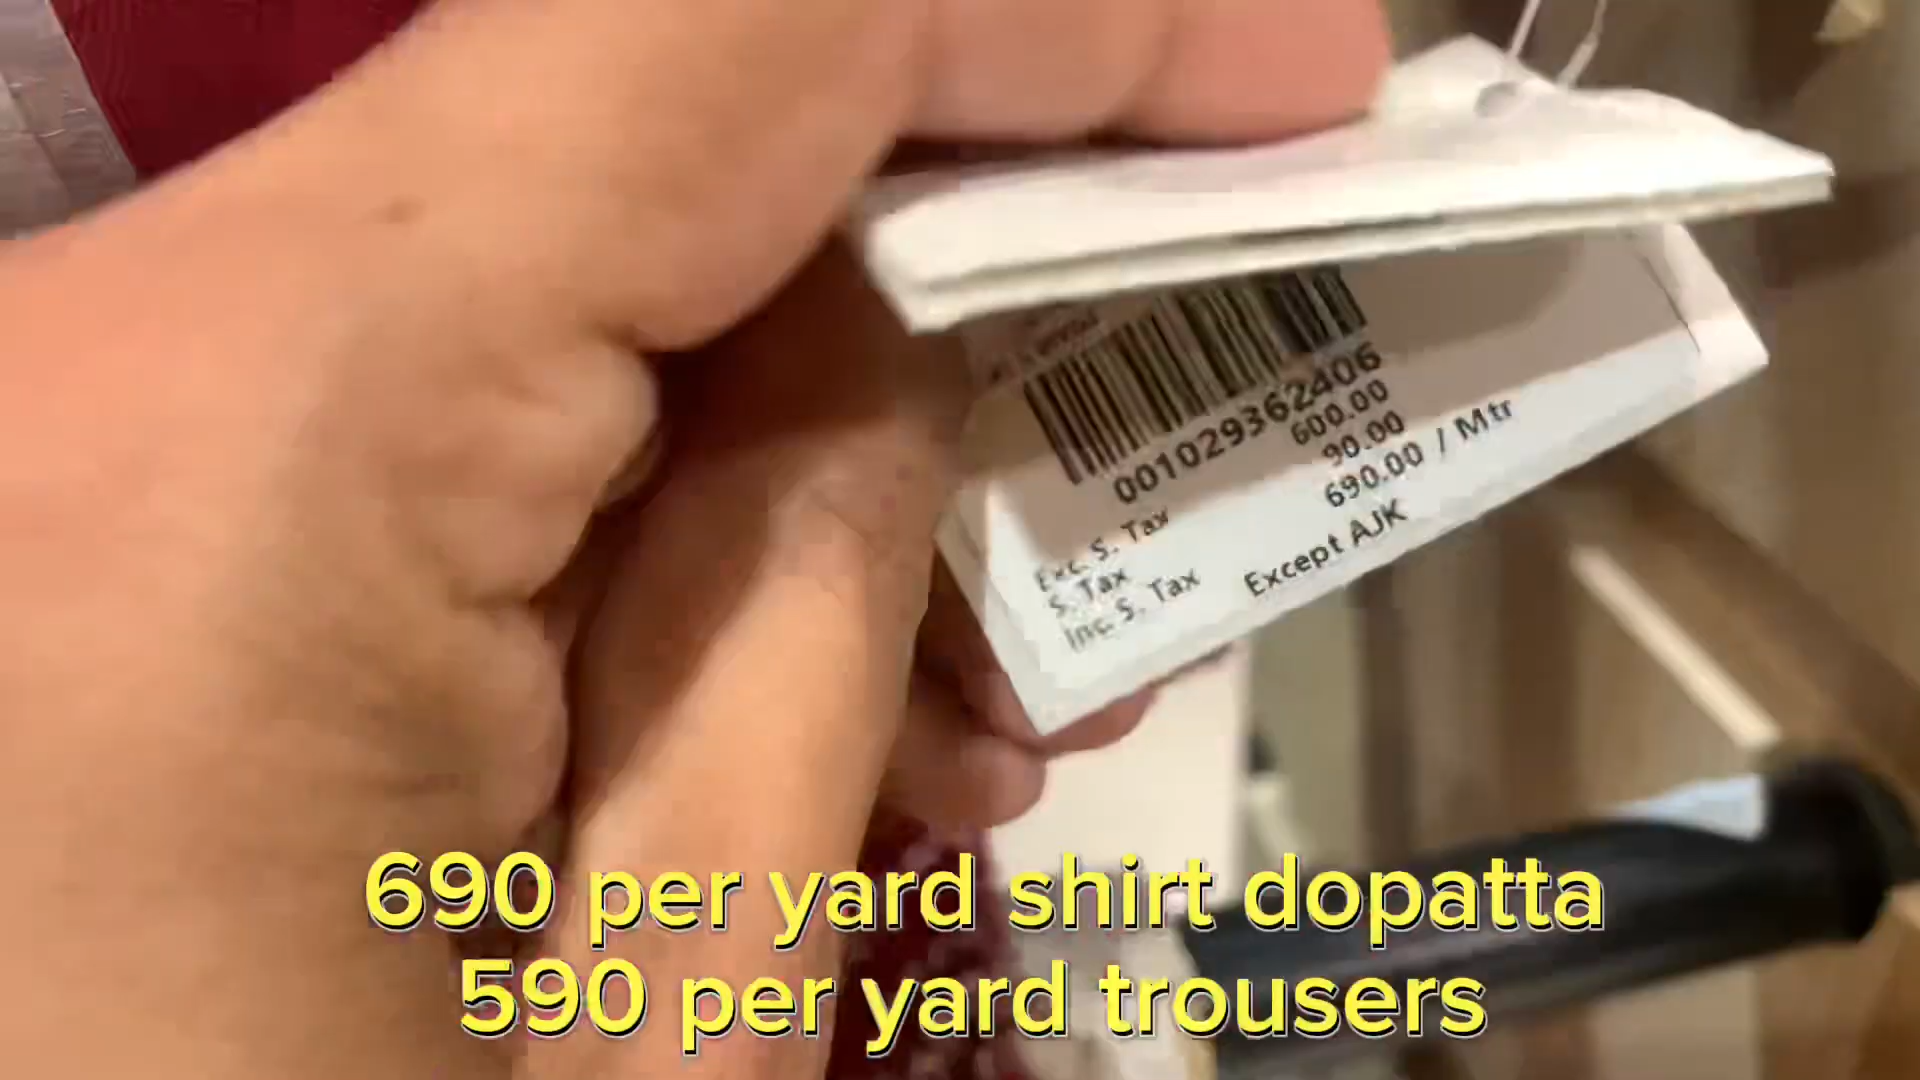 001029362406
Exc. S. Tax 600.00
S. Tax 90.00
Inc. S. Tax 690.00 / Mtr
Except AJK
690 per yard shirt dopatta
590 per yard trousers